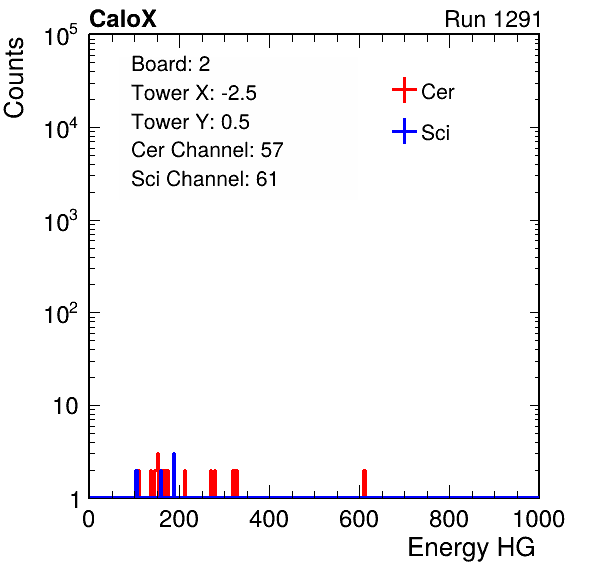 CaloX Run 1291
Counts
10^5
10^4
10^3
10^2
10
1
Board: 2
Tower X: -2.5
Tower Y: 0.5
Cer Channel: 57
Sci Channel: 61
Cer
Sci
0 200 400 600 800 1000
Energy HG